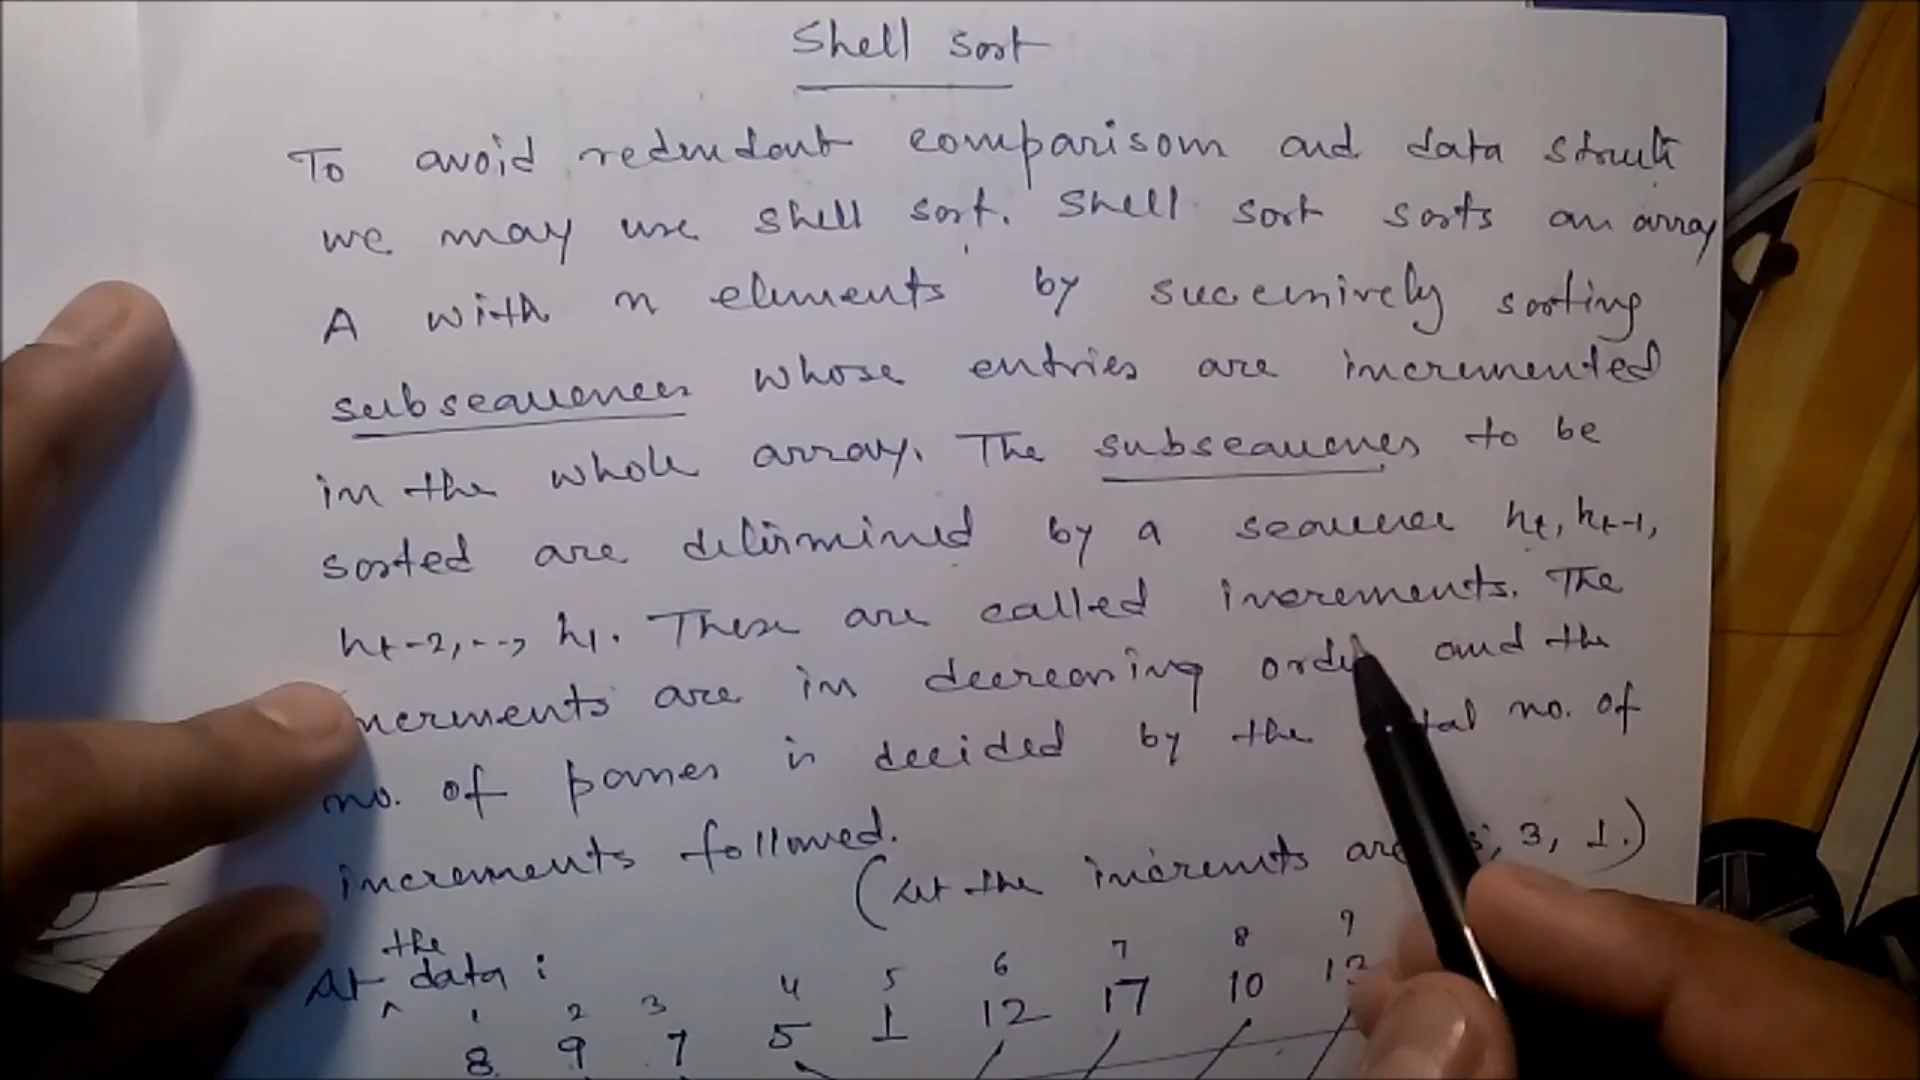 Shell sort
To avoid redundant comparisom and data struct
we may use shell sort. Shell sort sorts an array
A with n elements by successively sorting
subsequences whose entries are incremented
in the whole array. The subsequences to be
sorted are determined by a sequence ht, ht-1,
ht-2, .., h1. These are called increments. The
increments are in decreasing order and the
no. of passes is decided by the total no. of
increments followed.
(Let the increments are 5, 3, 1.)
the
Let data :
1 2 3 4 5 6 7 8 9
8 9 7 5 1 12 17 10